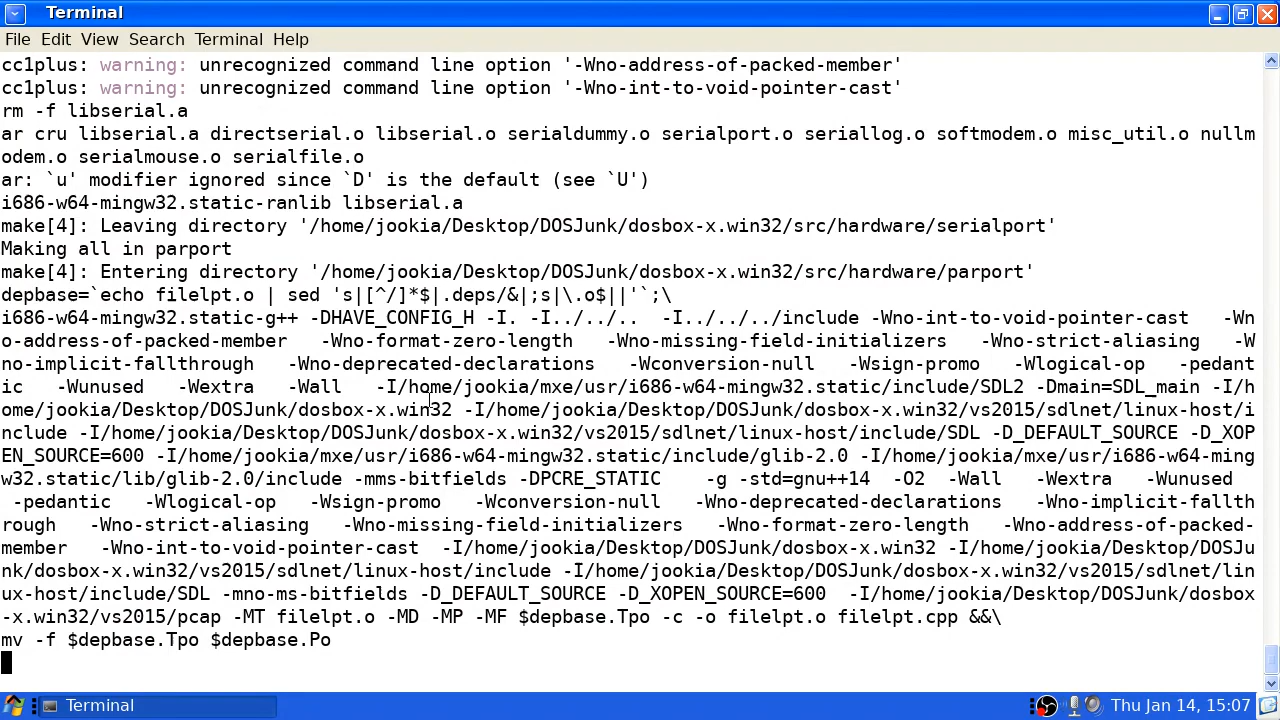 Terminal
File Edit View Search Terminal Help
cc1plus: warning: unrecognized command line option '-Wno-address-of-packed-member'
cc1plus: warning: unrecognized command line option '-Wno-int-to-void-pointer-cast'
rm -f libserial.a
ar cru libserial.a directserial.o libserial.o serialdummy.o serialport.o seriallog.o softmodem.o misc_util.o nullm
odem.o serialmouse.o serialfile.o
ar: `u' modifier ignored since `D' is the default (see `U')
i686-w64-mingw32.static-ranlib libserial.a
make[4]: Leaving directory '/home/jookia/Desktop/DOSJunk/dosbox-x.win32/src/hardware/serialport'
Making all in parport
make[4]: Entering directory '/home/jookia/Desktop/DOSJunk/dosbox-x.win32/src/hardware/parport'
depbase=`echo filelpt.o | sed 's|[^/]*$|.deps/&|;s|\.o$||'`;\
i686-w64-mingw32.static-g++ -DHAVE_CONFIG_H -I. -I../../..  -I../../../include -Wno-int-to-void-pointer-cast   -Wn
o-address-of-packed-member   -Wno-format-zero-length   -Wno-missing-field-initializers   -Wno-strict-aliasing   -W
no-implicit-fallthrough   -Wno-deprecated-declarations   -Wconversion-null   -Wsign-promo   -Wlogical-op   -pedant
ic   -Wunused   -Wextra   -Wall   -I/home/jookia/mxe/usr/i686-w64-mingw32.static/include/SDL2 -Dmain=SDL_main -I/h
ome/jookia/Desktop/DOSJunk/dosbox-x.win32 -I/home/jookia/Desktop/DOSJunk/dosbox-x.win32/vs2015/sdlnet/linux-host/i
nclude -I/home/jookia/Desktop/DOSJunk/dosbox-x.win32/vs2015/sdlnet/linux-host/include/SDL -D_DEFAULT_SOURCE -D_XOP
EN_SOURCE=600 -I/home/jookia/mxe/usr/i686-w64-mingw32.static/include/glib-2.0 -I/home/jookia/mxe/usr/i686-w64-ming
w32.static/lib/glib-2.0/include -mms-bitfields -DPCRE_STATIC    -g -std=gnu++14  -O2  -Wall   -Wextra   -Wunused
 -pedantic   -Wlogical-op   -Wsign-promo   -Wconversion-null   -Wno-deprecated-declarations   -Wno-implicit-fallth
rough   -Wno-strict-aliasing   -Wno-missing-field-initializers   -Wno-format-zero-length   -Wno-address-of-packed-
member   -Wno-int-to-void-pointer-cast  -I/home/jookia/Desktop/DOSJunk/dosbox-x.win32 -I/home/jookia/Desktop/DOSJu
nk/dosbox-x.win32/vs2015/sdlnet/linux-host/include -I/home/jookia/Desktop/DOSJunk/dosbox-x.win32/vs2015/sdlnet/lin
ux-host/include/SDL -mno-ms-bitfields -D_DEFAULT_SOURCE -D_XOPEN_SOURCE=600  -I/home/jookia/Desktop/DOSJunk/dosbox
-x.win32/vs2015/pcap -MT filelpt.o -MD -MP -MF $depbase.Tpo -c -o filelpt.o filelpt.cpp &&\
mv -f $depbase.Tpo $depbase.Po
Terminal
Thu Jan 14, 15:07